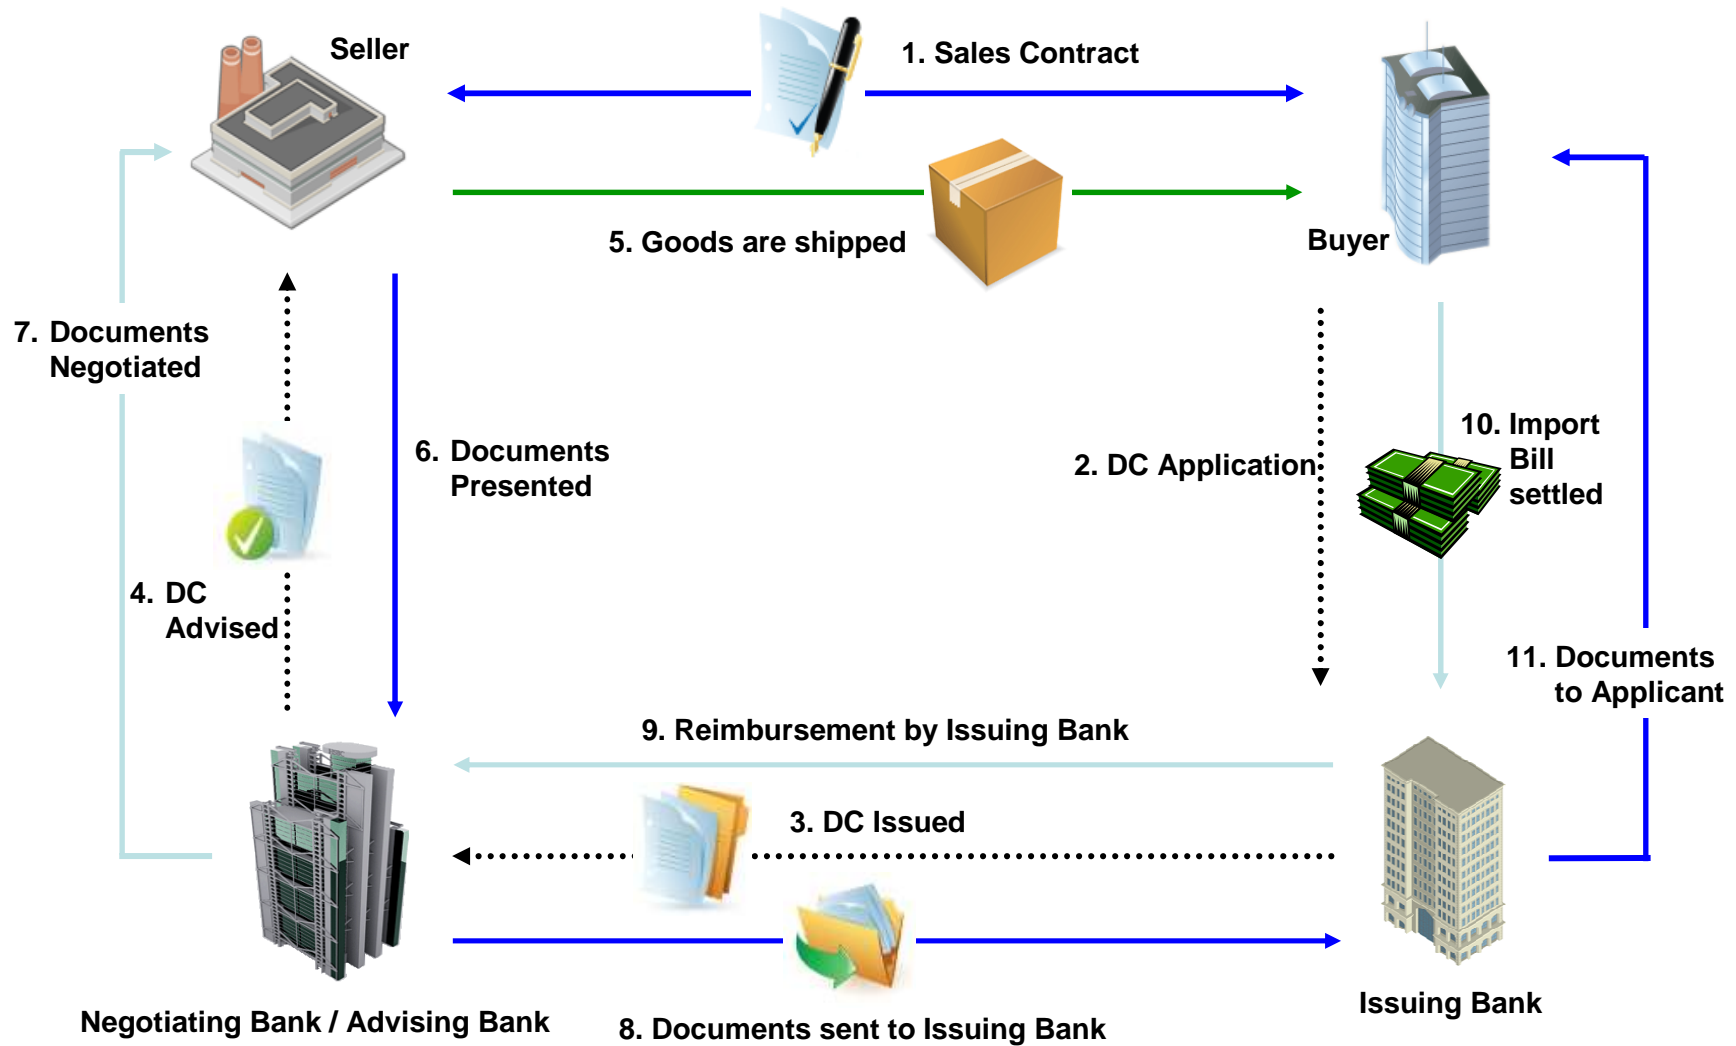 Seller
1. Sales Contract
5. Goods are shipped
Buyer
7. Documents
Negotiated
6. Documents
Presented
2. DC Application
10. Import
Bill
settled
4. DC
Advised
11. Documents
to Applicant
9. Reimbursement by Issuing Bank
3. DC Issued
Negotiating Bank / Advising Bank
8. Documents sent to Issuing Bank
Issuing Bank